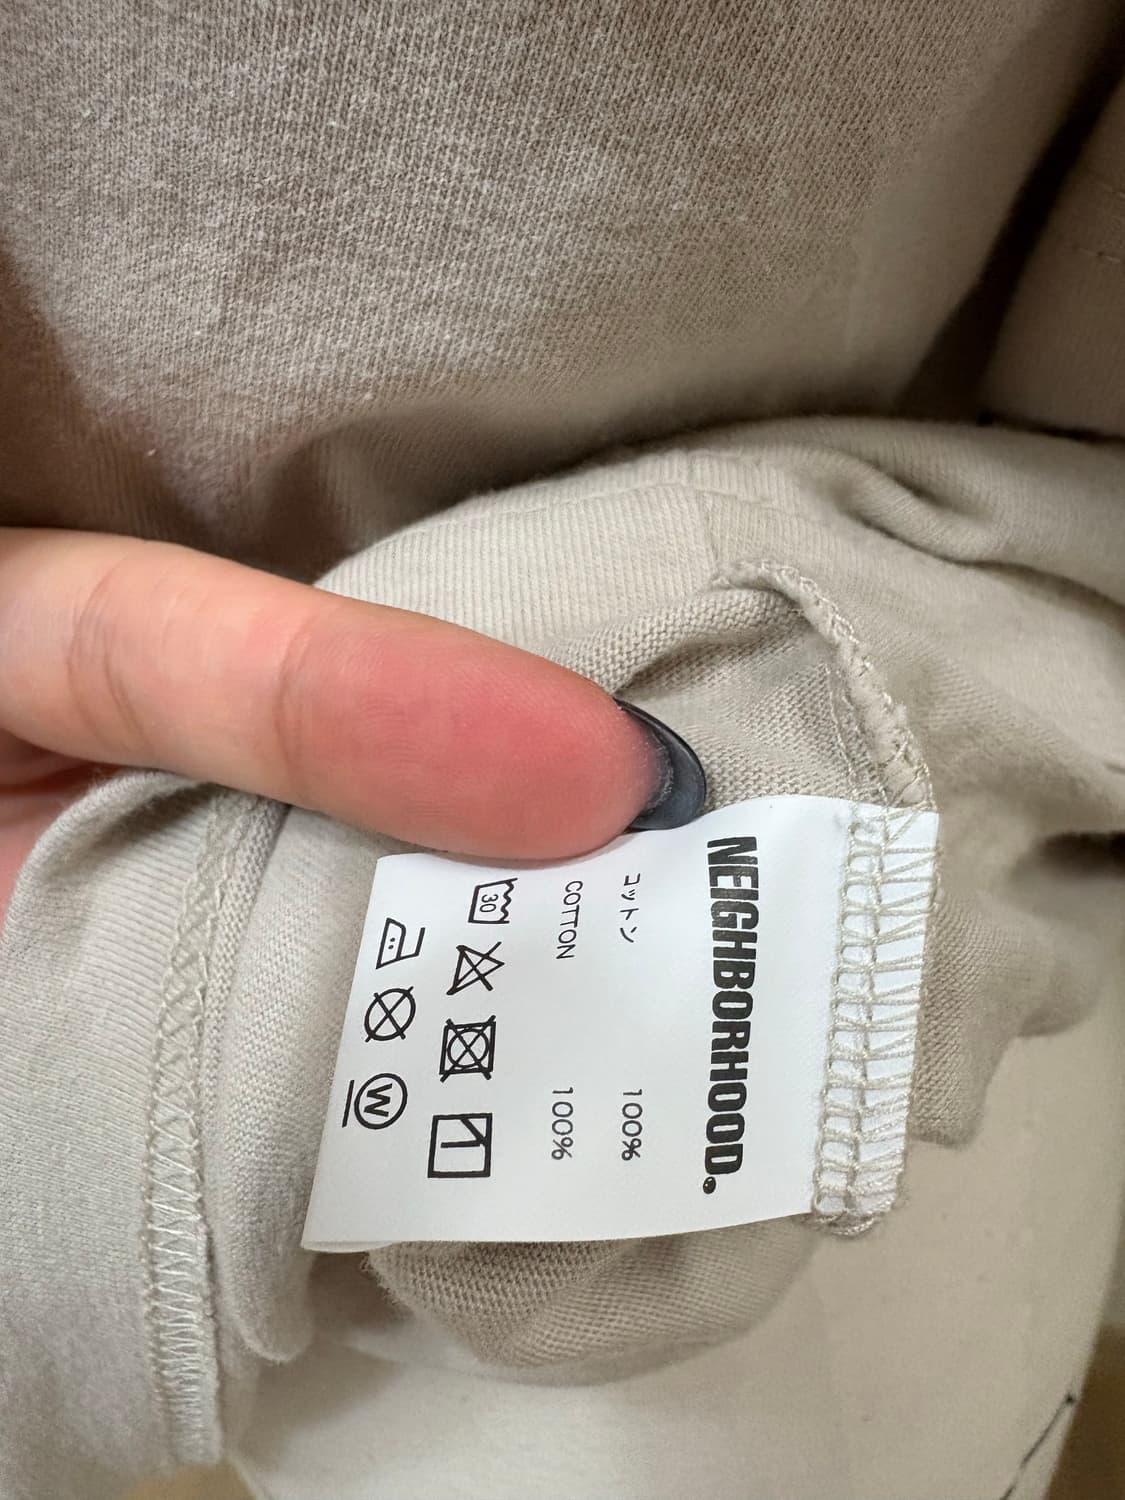 NEIGHBORHOOD.
コットン 100%
COTTON 100%
30
W